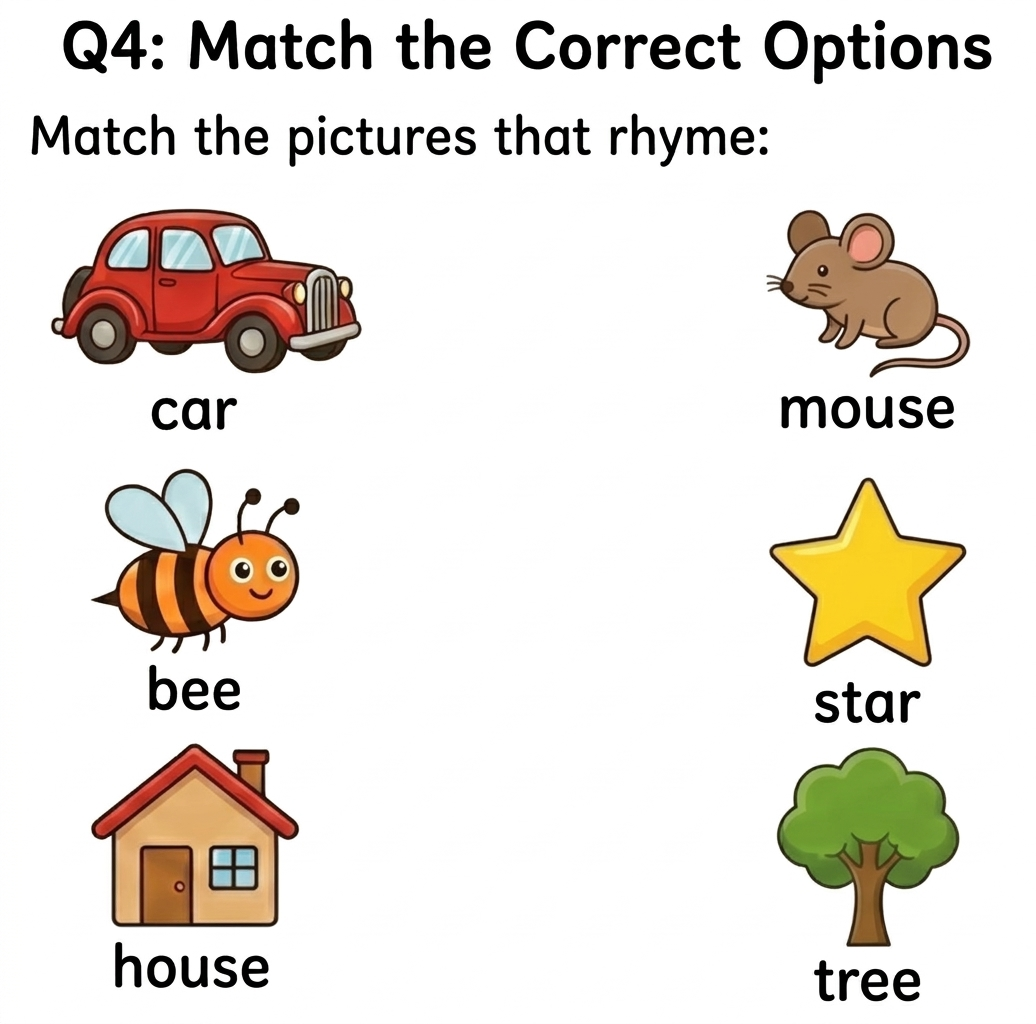 Q4: Match the Correct Options
Match the pictures that rhyme:
car
mouse
bee
star
house
tree